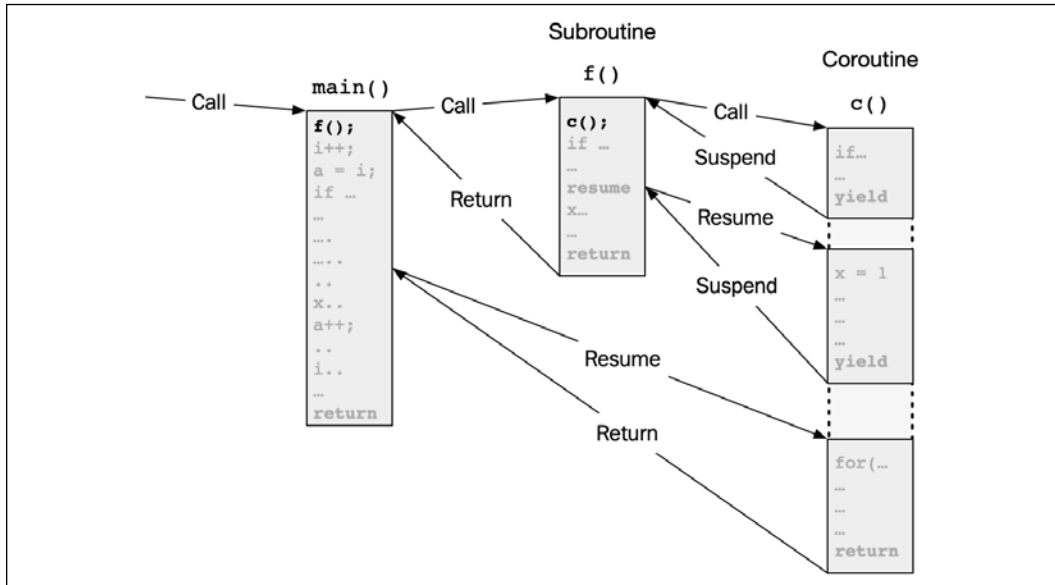 Subroutine
Coroutine
main()
f()
c()
Call
Call
Call
f();
i++;
a = i;
if …
…
….
…..
..
x..
a++;
..
i..
…
return
c();
if …
…
resume
x…
…
return
Return
Suspend
Resume
Suspend
if…
…
yield
x = 1
…
…
…
yield
Resume
Return
for(…
…
…
…
return